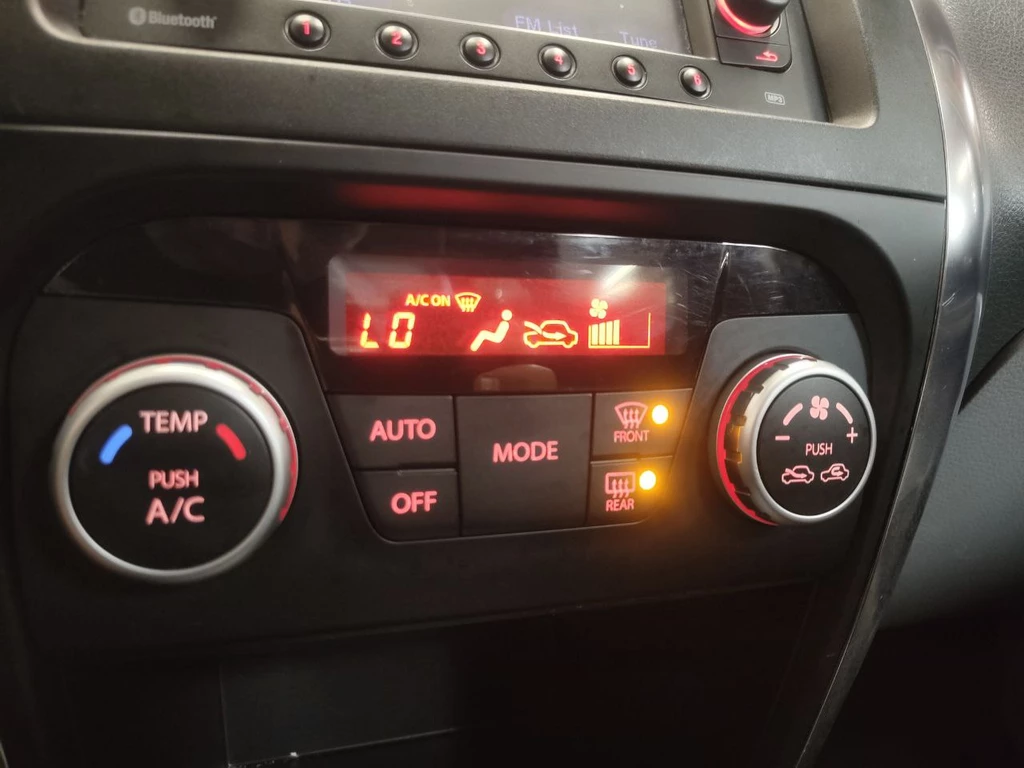 Bluetooth
FM List
Tune
1 2 3 4 5 6
MP3
A/C ON
LO
TEMP
PUSH
A/C
AUTO
OFF
MODE
FRONT
REAR
- +
PUSH